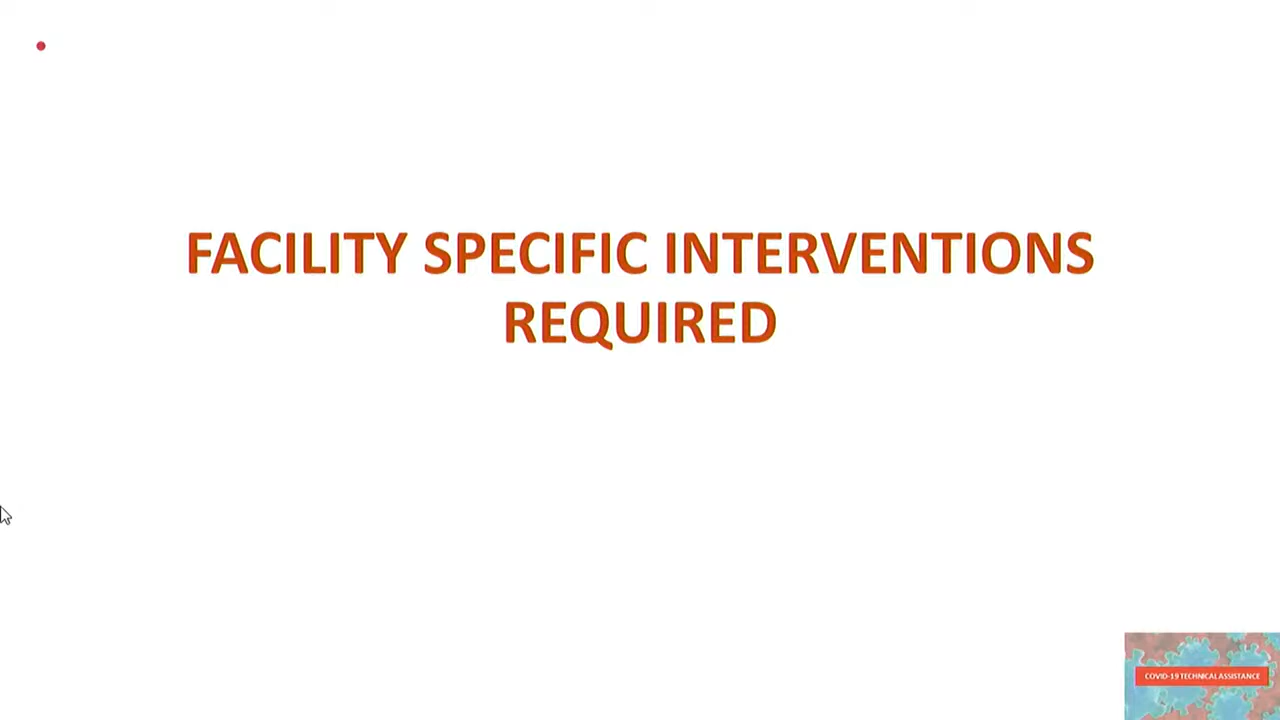 FACILITY SPECIFIC INTERVENTIONS
REQUIRED
COVID-19 TECHNICAL ASSISTANCE